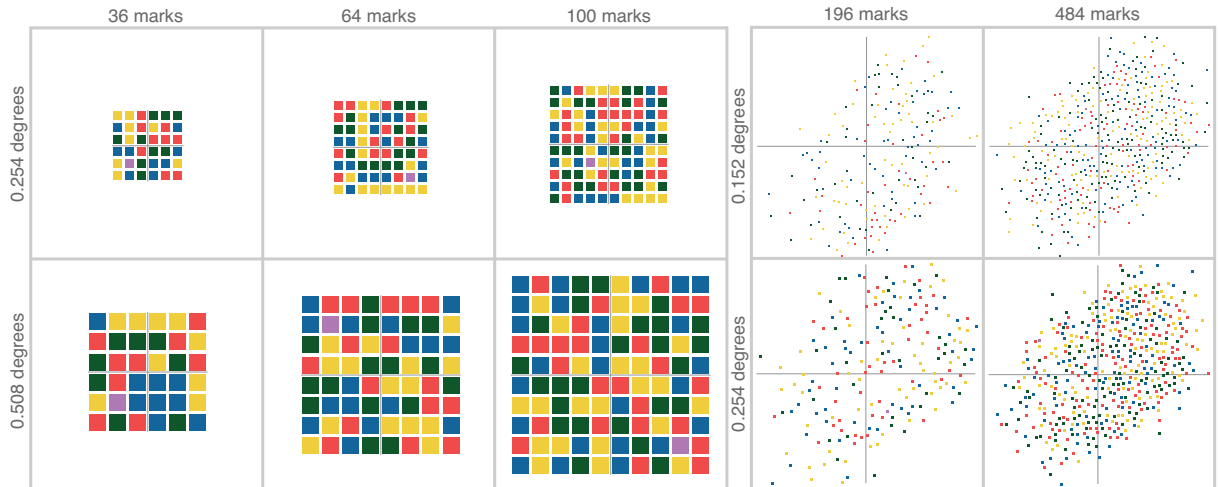 36 marks
64 marks
100 marks
196 marks
484 marks
0.254 degrees
0.152 degrees
0.508 degrees
0.254 degrees